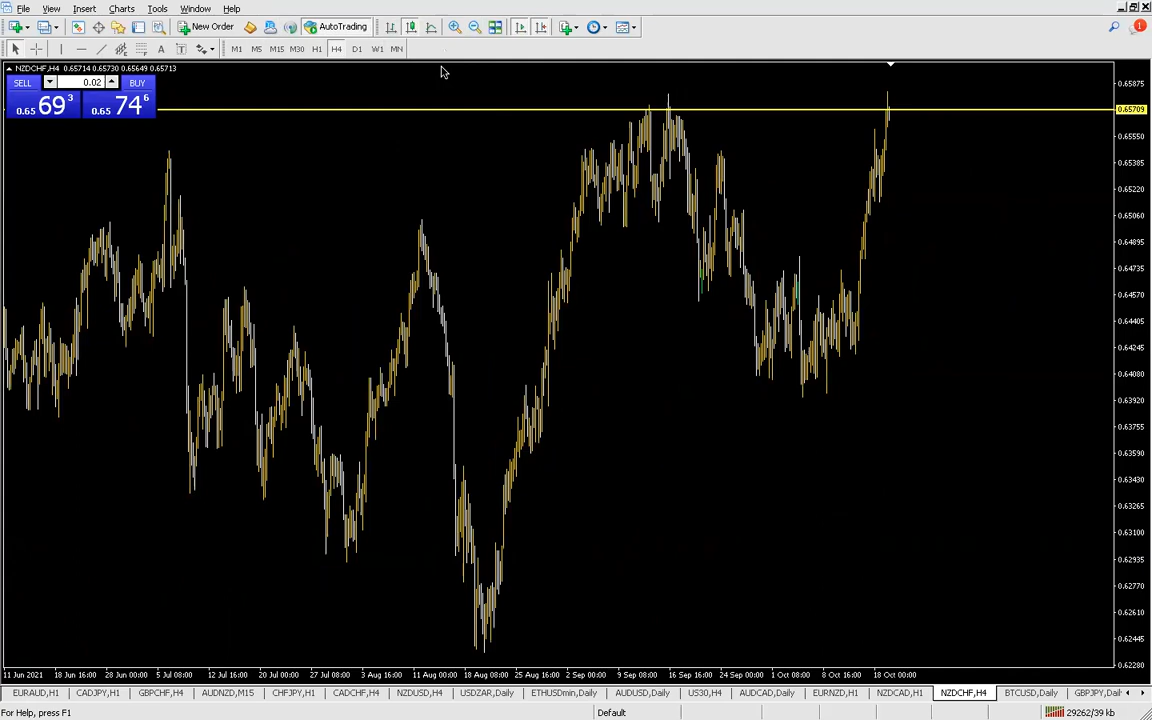 File View Insert Charts Tools Window Help
New Order AutoTrading 1
A T M1 M5 M15 M30 H1 H4 D1 W1 MN
NZDCHF,H4 0.65714 0.65730 0.65649 0.65713
SELL 0.02 BUY
0.65 69 3 0.65 74 6
0.65875
0.65709
0.65550
0.65385
0.65220
0.65060
0.64895
0.64735
0.64570
0.64405
0.64245
0.64080
0.63920
0.63755
0.63590
0.63430
0.63265
0.63100
0.62935
0.62770
0.62610
0.62445
0.62280
11 Jun 2021 18 Jun 16:00 28 Jun 00:00 5 Jul 08:00 12 Jul 16:00 20 Jul 00:00 27 Jul 08:00 3 Aug 16:00 11 Aug 00:00 18 Aug 08:00 25 Aug 16:00 2 Sep 00:00 9 Sep 08:00 16 Sep 16:00 24 Sep 00:00 1 Oct 08:00 8 Oct 16:00 18 Oct 00:00
EURAUD,H1 CADJPY,H1 GBPCHF,H4 AUDNZD,M15 CHFJPY,H1 CADCHF,H4 NZDUSD,H4 USDZAR,Daily ETHUSDmin,Daily AUDUSD,Daily US30,H4 AUDCAD,Daily EURNZD,H1 NZDCAD,H1 NZDCHF,H4 BTCUSD,Daily GBPJPY,Dail
For Help, press F1 Default 29262/39 kb